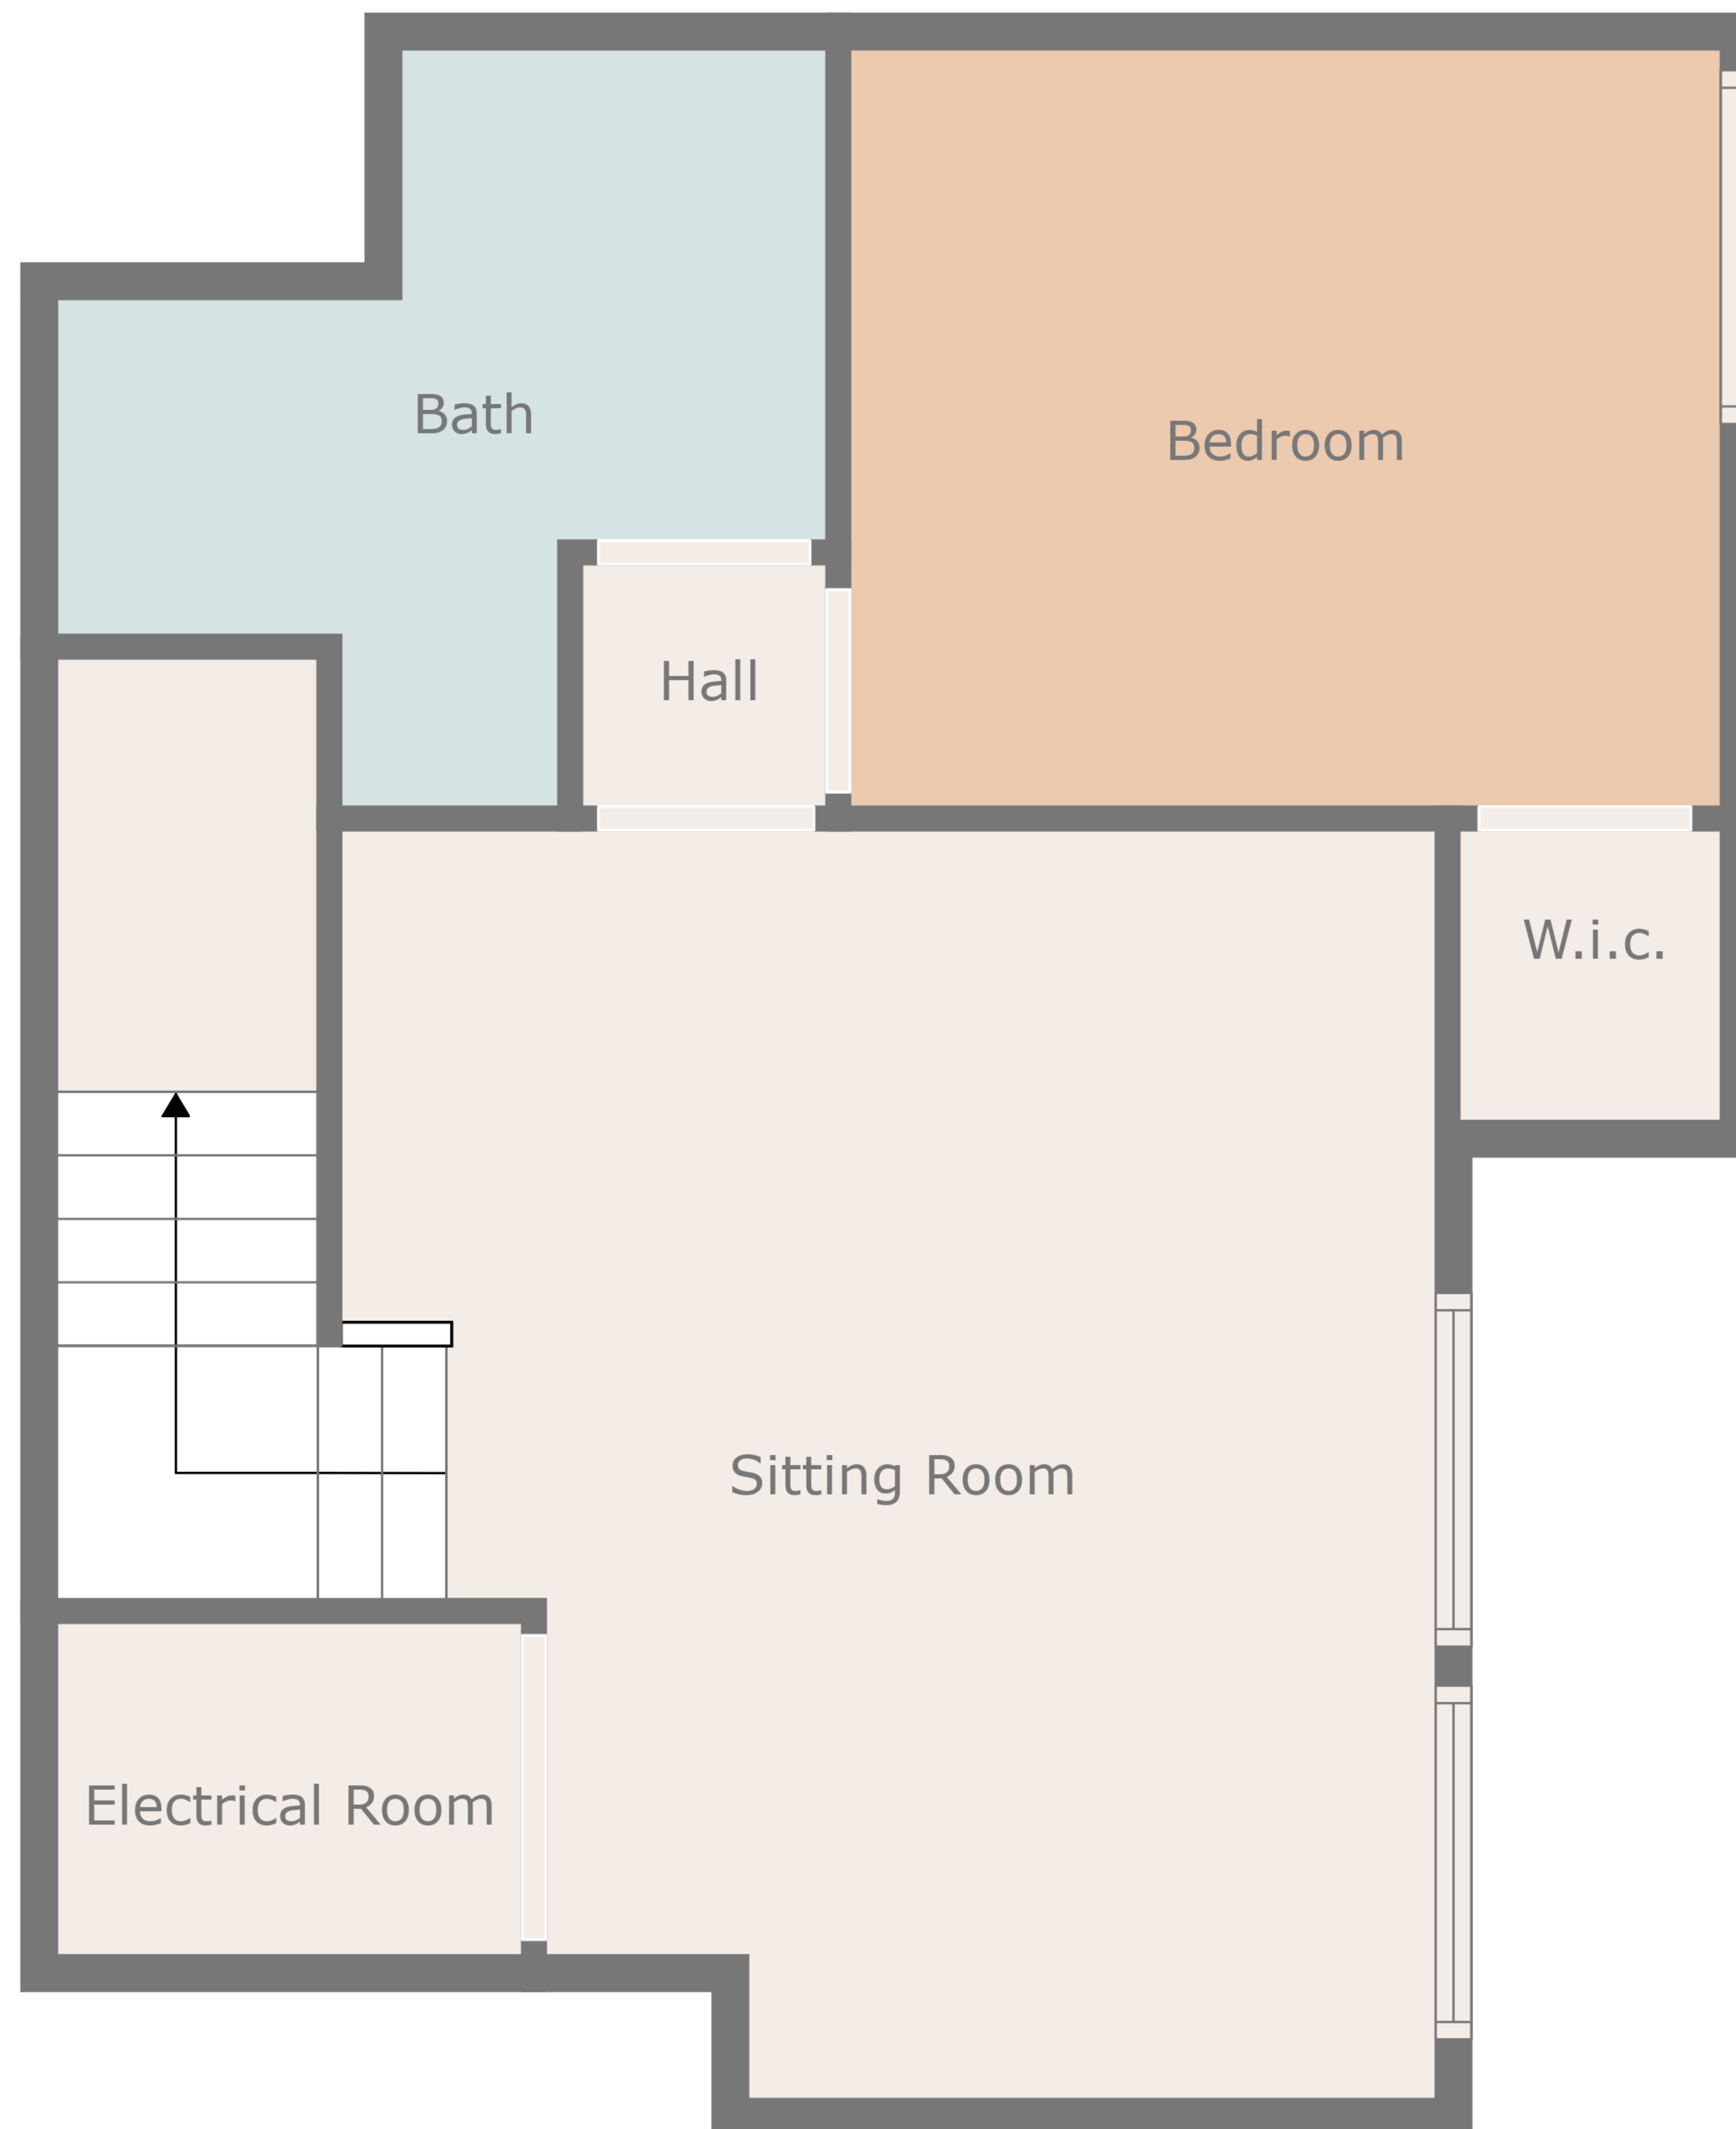 Bath
Bedroom
Hall
W.i.c.
Sitting Room
Electrical Room